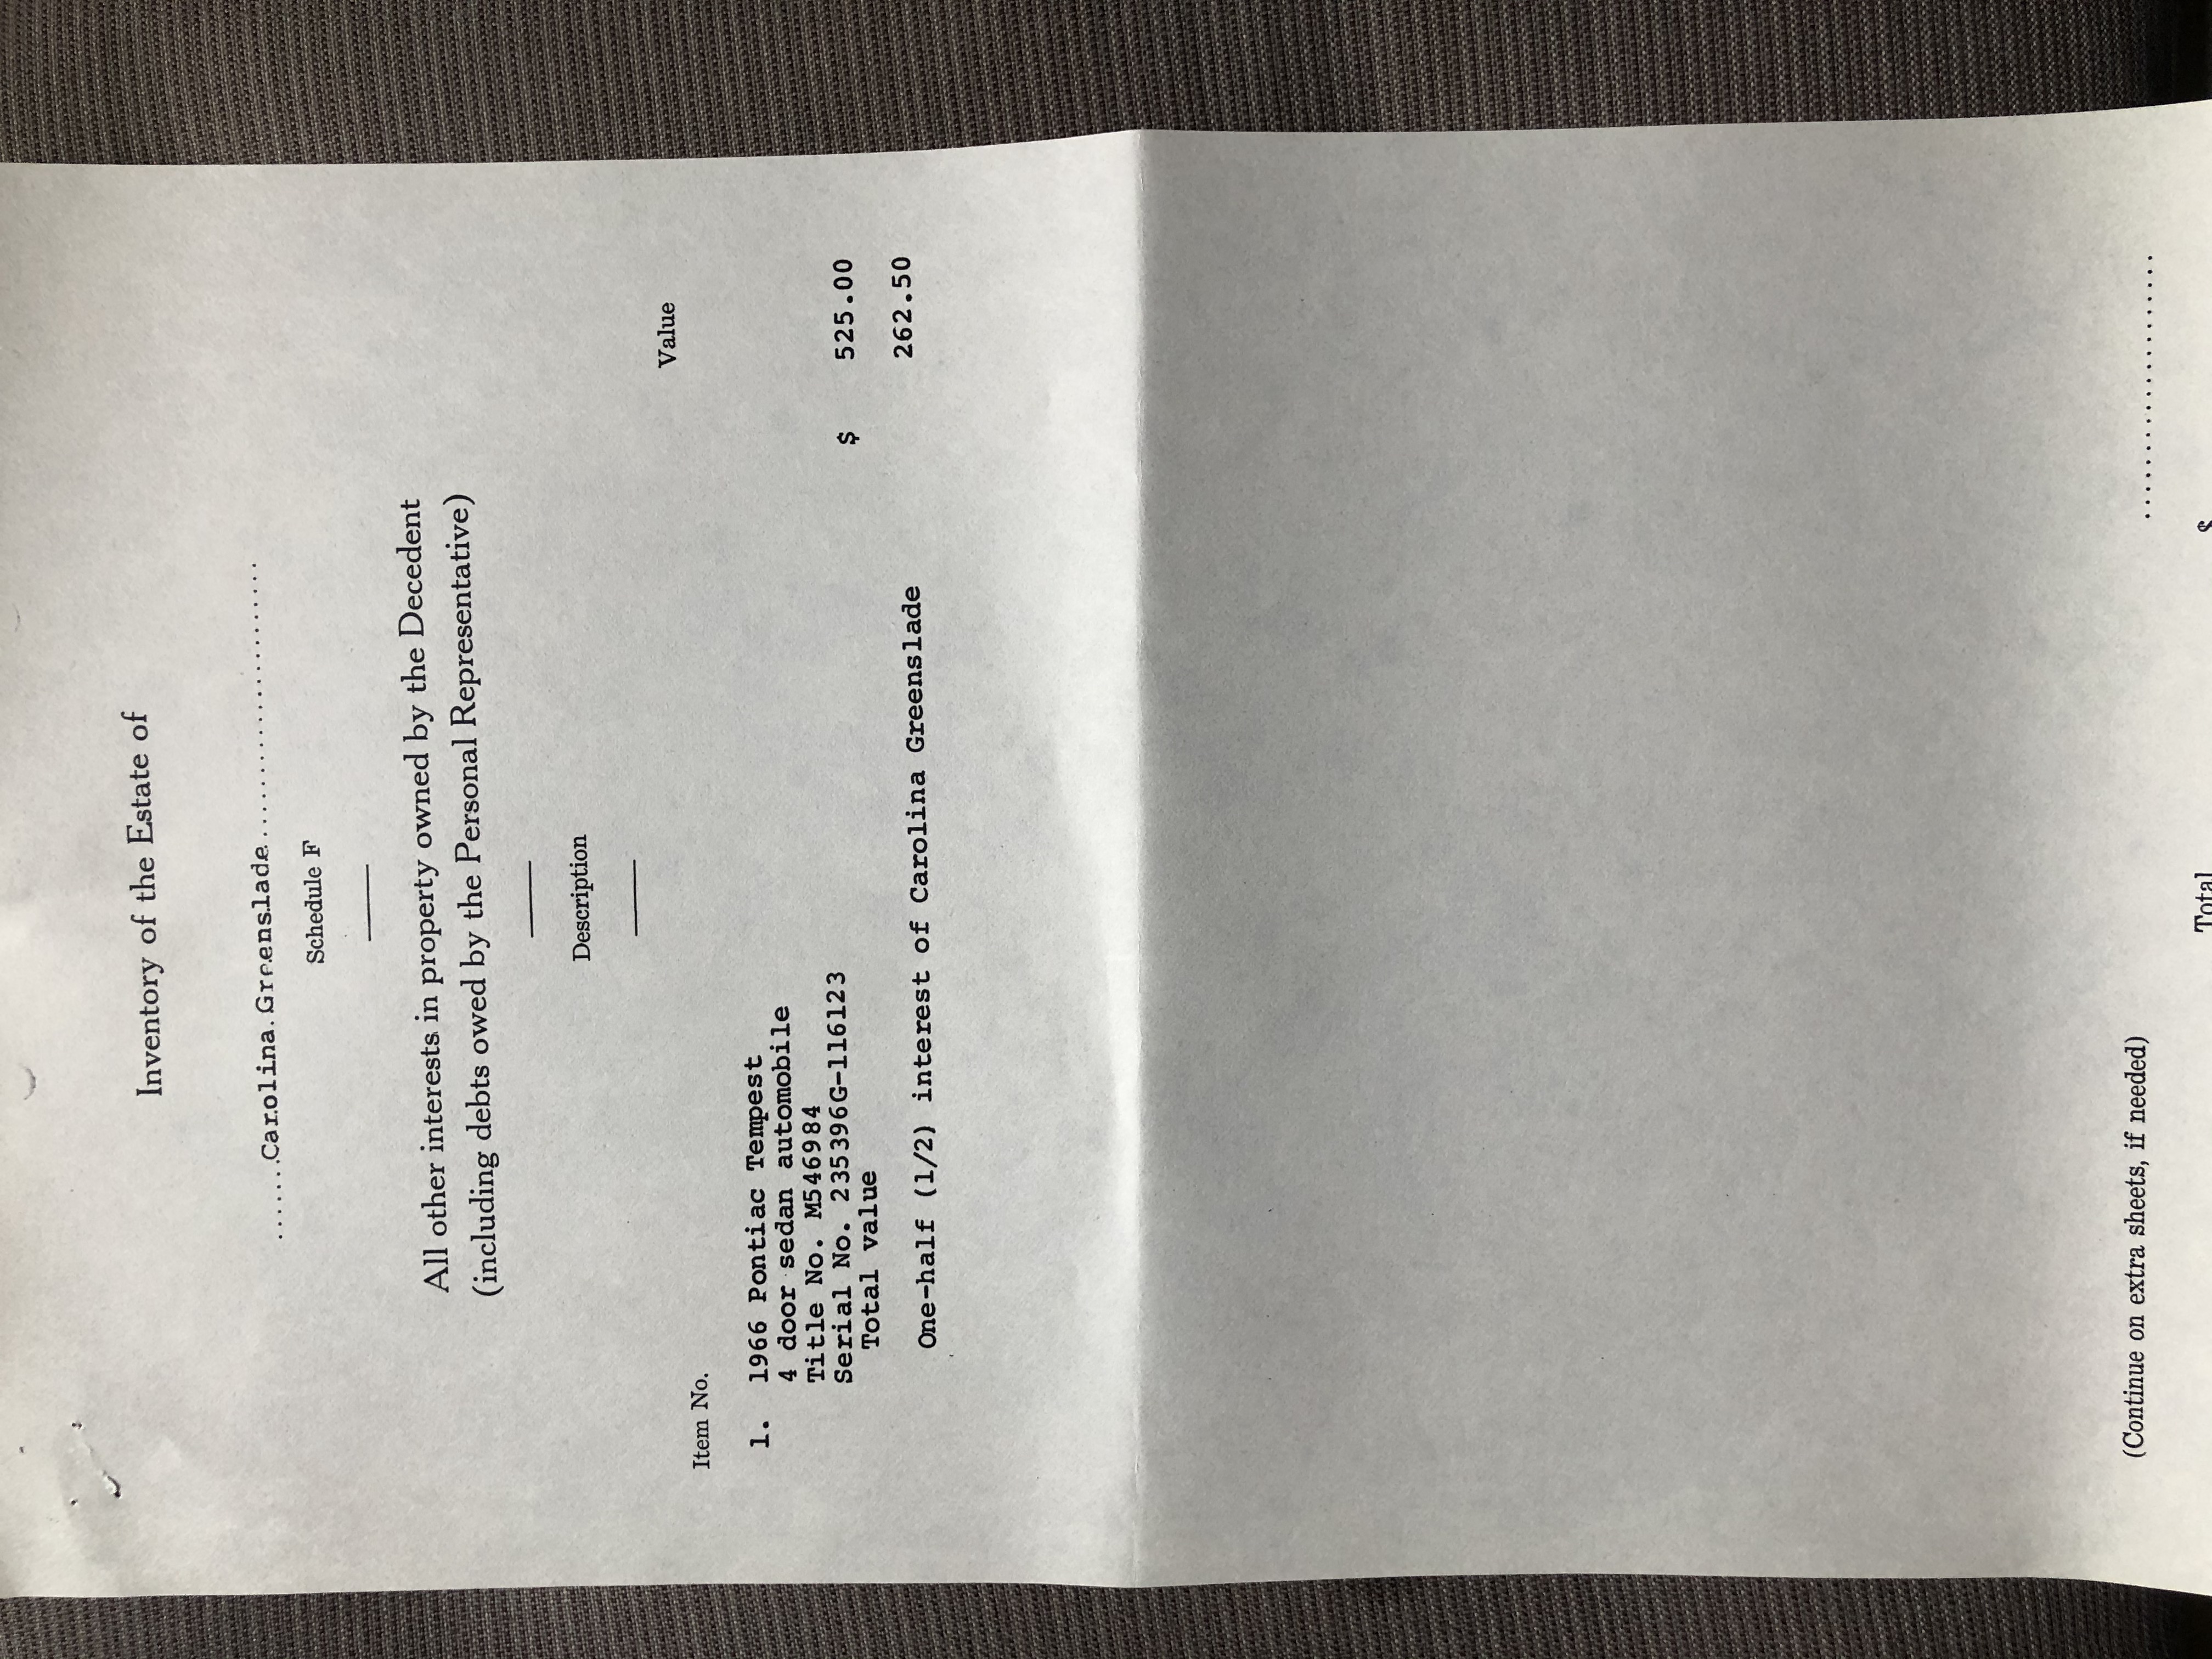 Inventory of the Estate of
.......Carolina Greenslade......................
Schedule F
All other interests in property owned by the Decedent
(including debts owed by the Personal Representative)
Description
Value
Item No.
1. 1966 Pontiac Tempest
4 door sedan automobile
Title No. M546984
Serial No. 235396G-116123
Total value $ 525.00
One-half (1/2) interest of Carolina Greenslade 262.50
(Continue on extra sheets, if needed) ....................
Total $